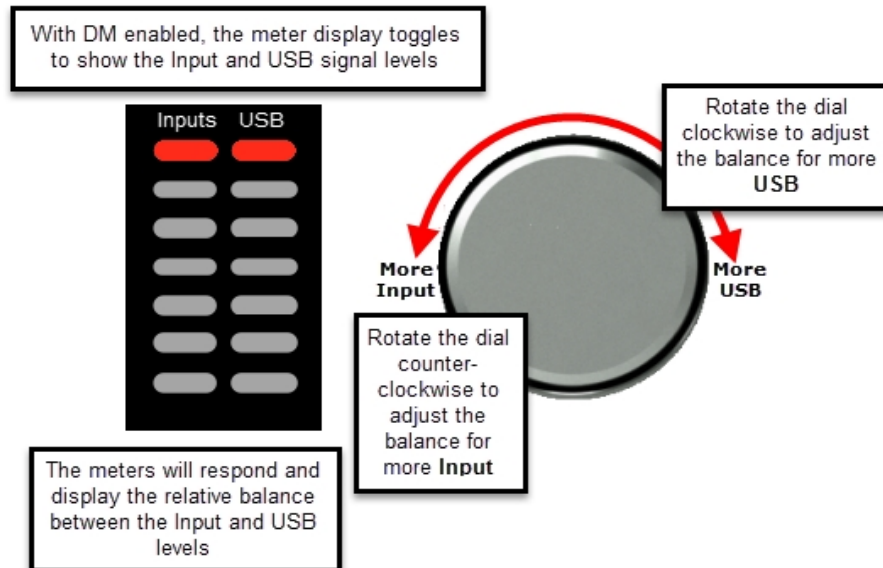 With DM enabled, the meter display toggles
to show the Input and USB signal levels
Inputs USB
Rotate the dial
clockwise to adjust
the balance for more
USB
More
Input
More
USB
Rotate the dial
counter-
clockwise to
adjust the
balance for
more Input
The meters will respond and
display the relative balance
between the Input and USB
levels